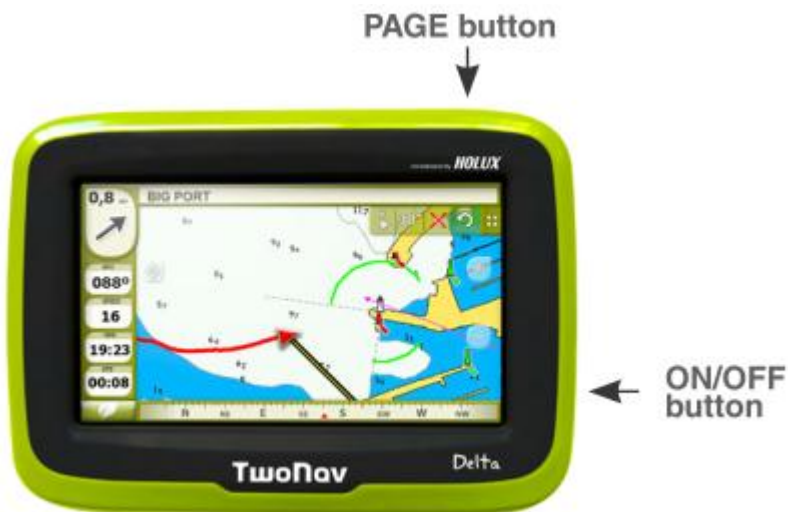 PAGE button
HOLUX
0,8
BIG PORT
088º
16
19:23
00:08
N
E
S
W
ON/OFF
button
TwoNav
Delta